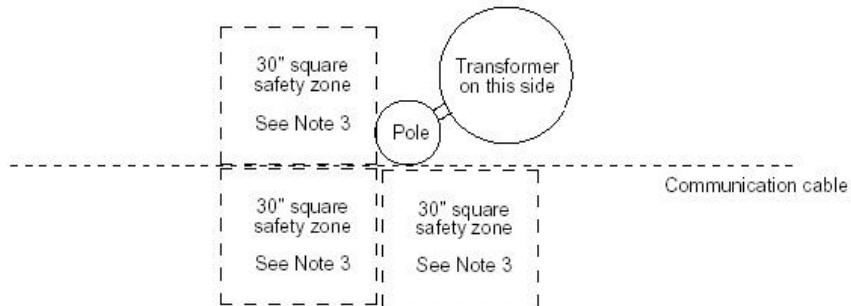 30" square
safety zone
See Note 3
Transformer
on this side
Pole
Communication cable
30" square
safety zone
See Note 3
30" square
safety zone
See Note 3